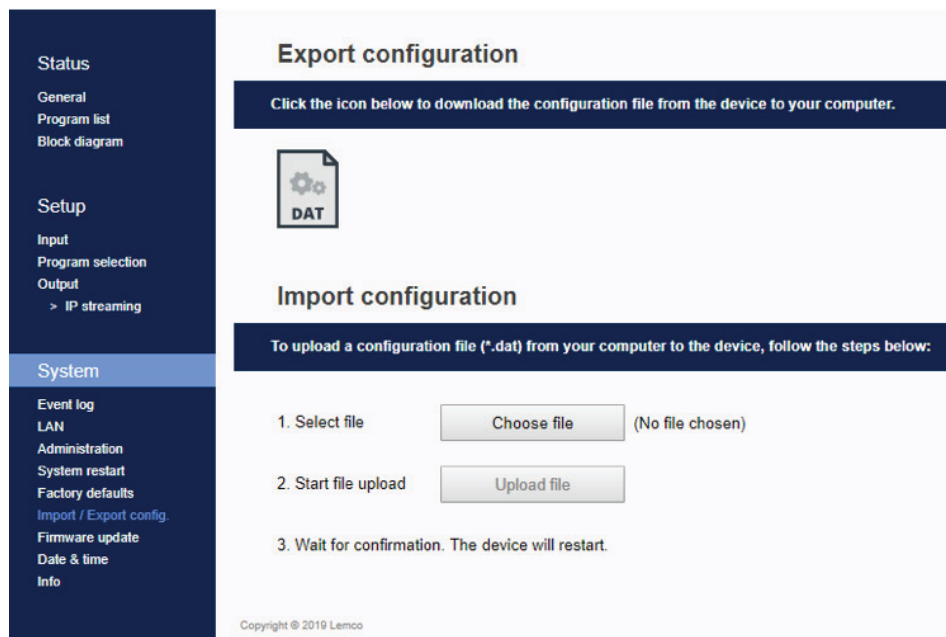 Status
General
Program list
Block diagram
Setup
Input
Program selection
Output
> IP streaming
System
Event log
LAN
Administration
System restart
Factory defaults
Import / Export config.
Firmware update
Date & time
Info
Export configuration
Click the icon below to download the configuration file from the device to your computer.
DAT
Import configuration
To upload a configuration file (*.dat) from your computer to the device, follow the steps below:
1. Select file Choose file (No file chosen)
2. Start file upload Upload file
3. Wait for confirmation. The device will restart.
Copyright © 2019 Lemco